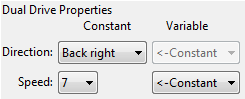 Dual Drive Properties
Constant Variable
Direction: Back right <-Constant
Speed: 7 <-Constant